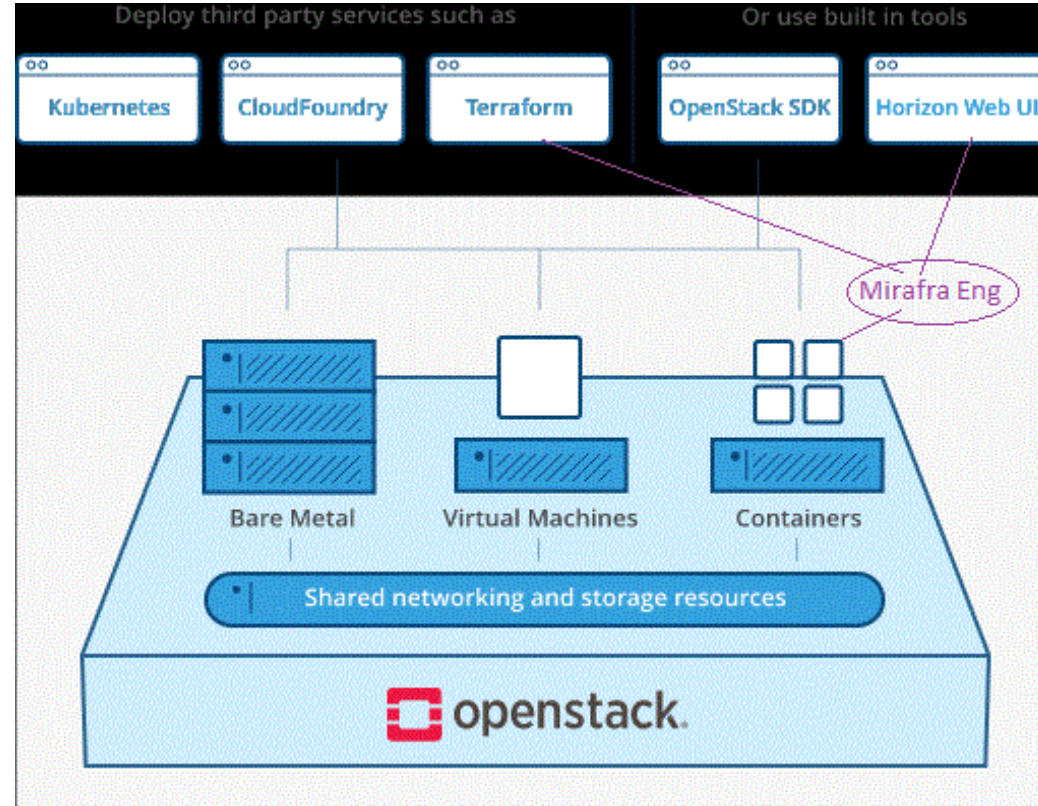 Deploy third party services such as
Or use built in tools
Kubernetes
CloudFoundry
Terraform
OpenStack SDK
Horizon Web UI
Mirafra Eng
Bare Metal
Virtual Machines
Containers
Shared networking and storage resources
openstack.